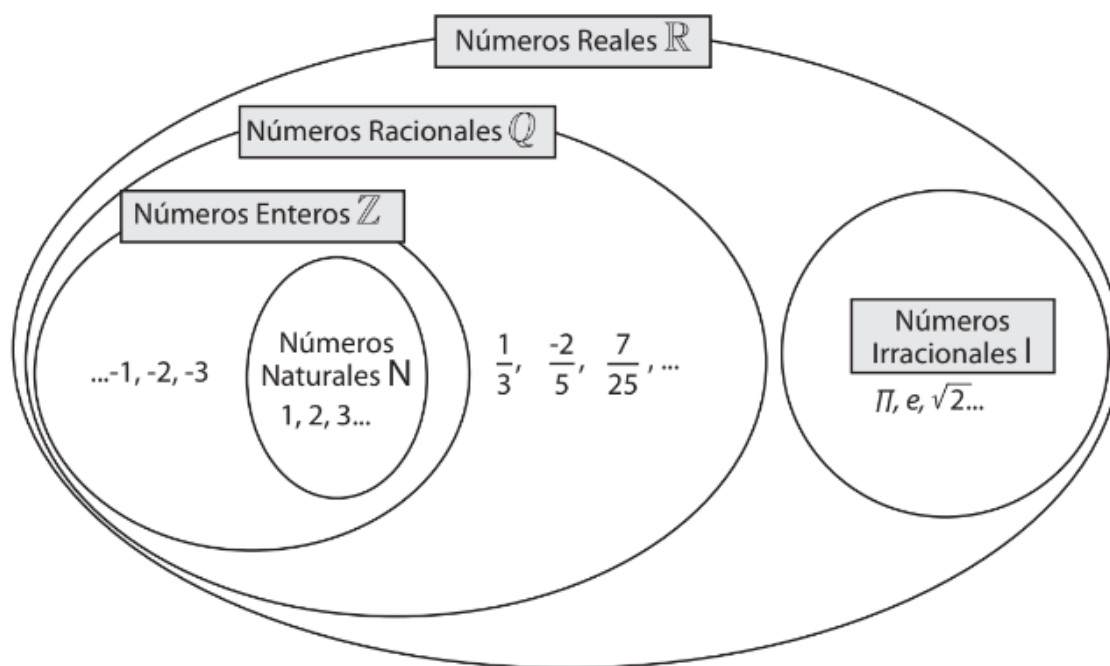 Números Reales ℝ
Números Racionales ℚ
Números Enteros ℤ
...-1, -2, -3
Números
Naturales N
1, 2, 3...
1/3, -2/5, 7/25, ...
Números
Irracionales I
∏, e, √2...